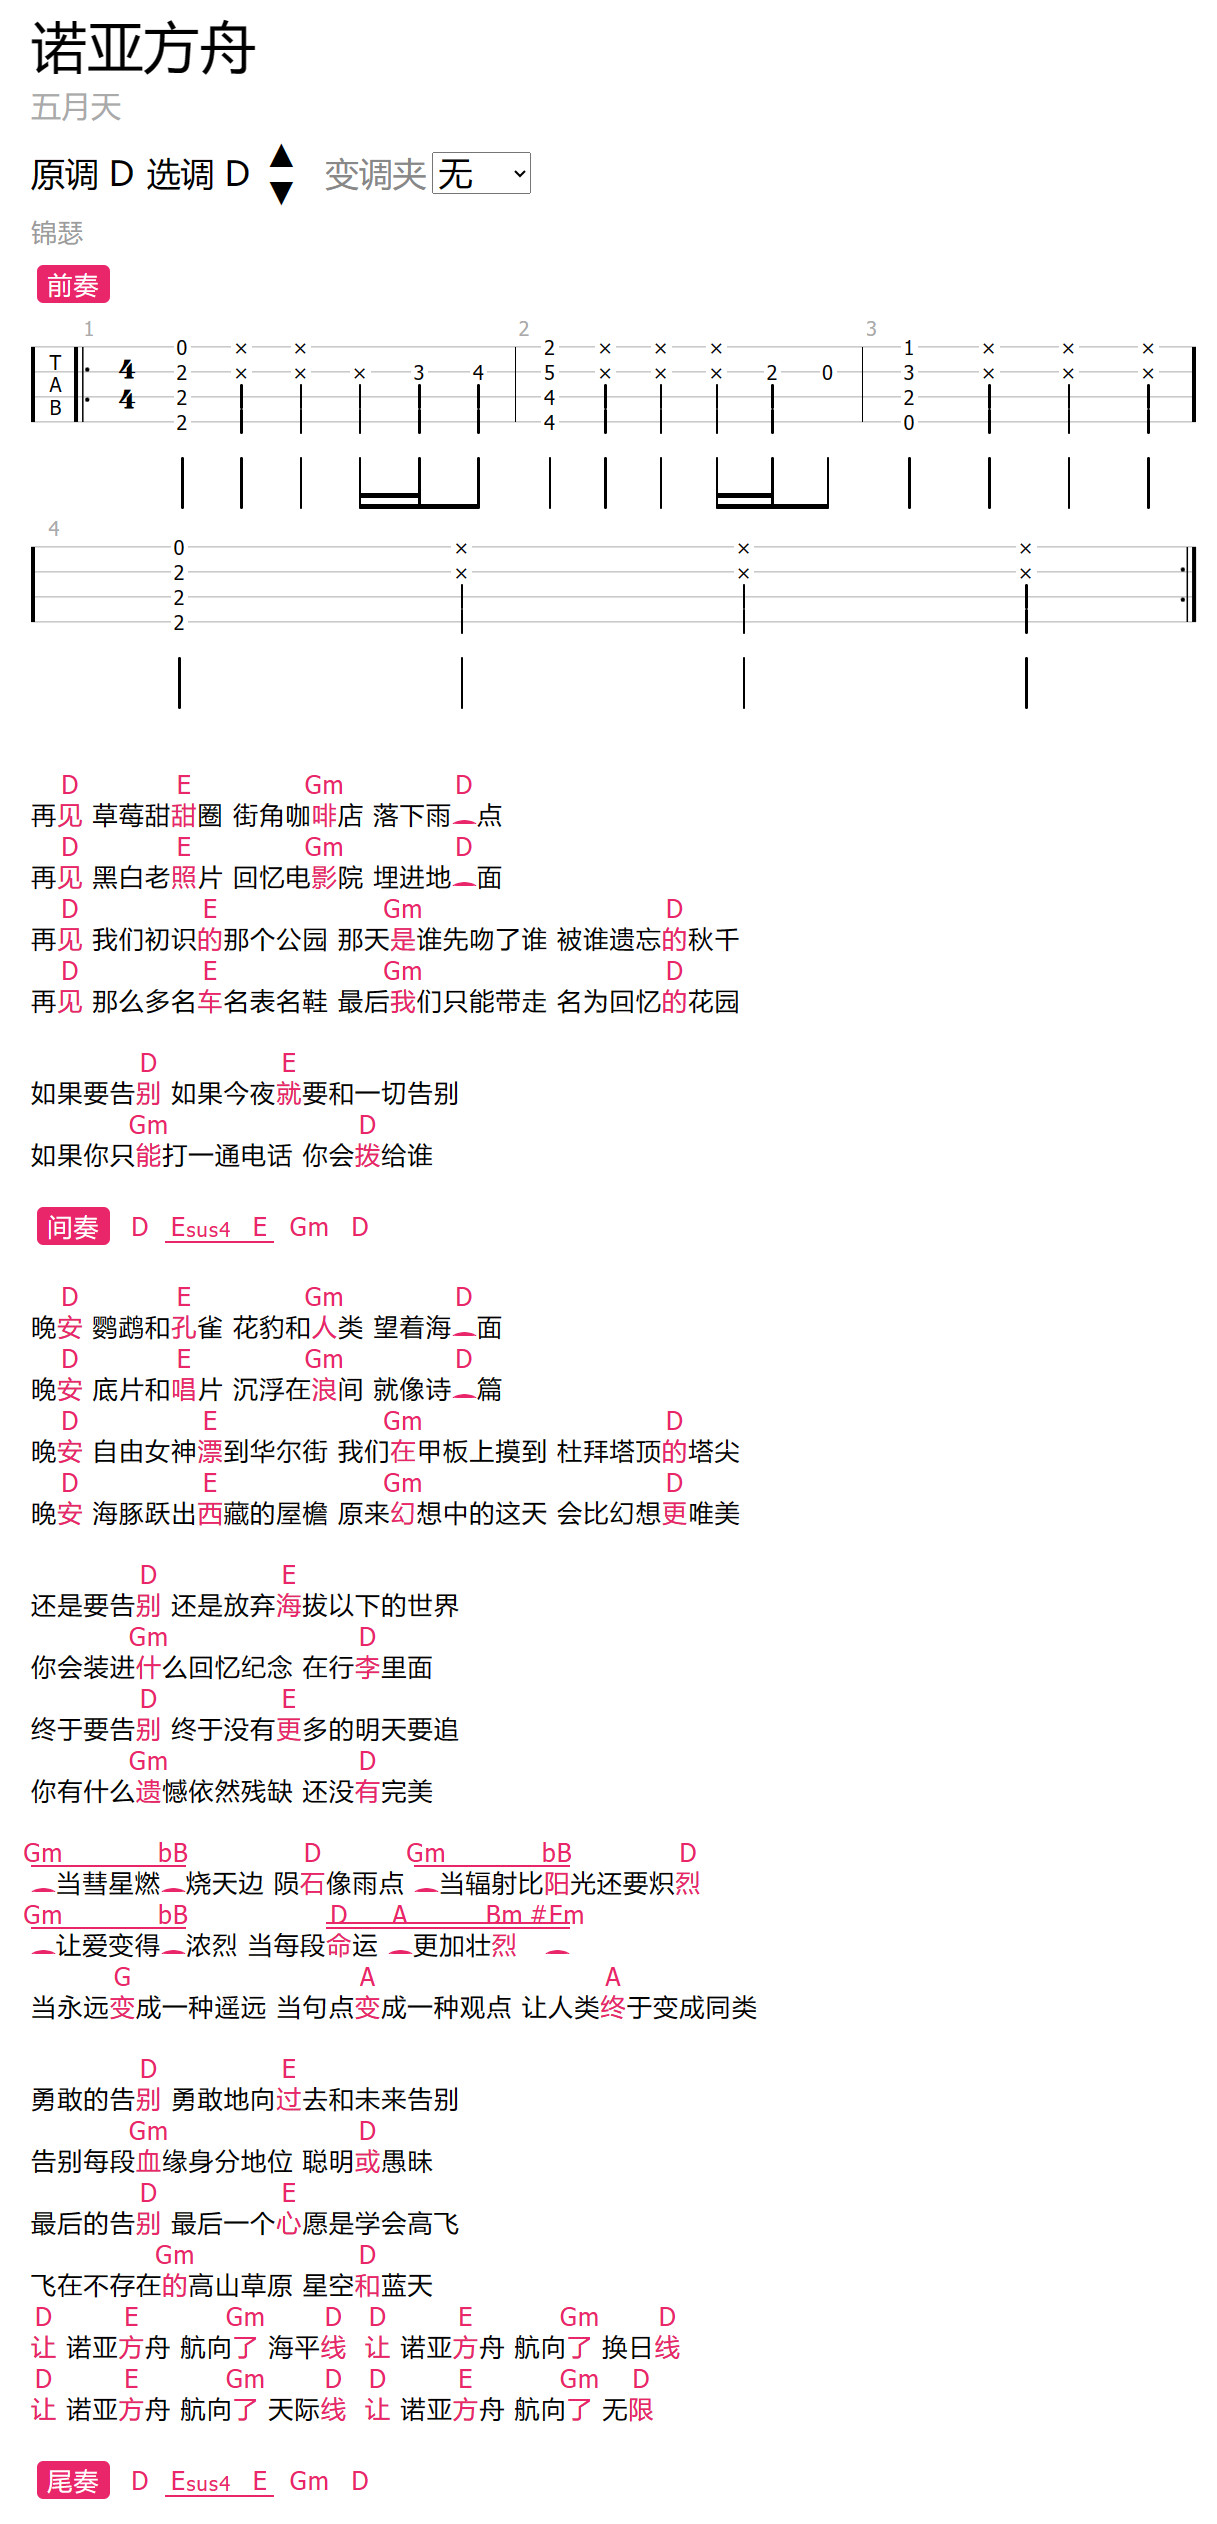 诺亚方舟
五月天
原调 D 选调 D ▲▼ 变调夹 无
锦瑟
前奏
1 2 3
T 4 0 × × 2 × × × 1 × × ×
A 2 × × × 3 4 5 × × × 2 0 3 × × ×
B 4 2 4 2
2 4 0
4
0 × × ×
2 × × ×
2
2
D E Gm D
再见 草莓甜甜圈 街角咖啡店 落下雨 点
D E Gm D
再见 黑白老照片 回忆电影院 埋进地 面
D E Gm D
再见 我们初识的那个公园 那天是谁先吻了谁 被谁遗忘的秋千
D E Gm D
再见 那么多名车名表名鞋 最后我们只能带走 名为回忆的花园
D E
如果要告别 如果今夜就要和一切告别
Gm D
如果你只能打一通电话 你会拨给谁
间奏 D Esus4 E Gm D
D E Gm D
晚安 鹦鹉和孔雀 花豹和人类 望着海 面
D E Gm D
晚安 底片和唱片 沉浮在浪间 就像诗 篇
D E Gm D
晚安 自由女神漂到华尔街 我们在甲板上摸到 杜拜塔顶的塔尖
D E Gm D
晚安 海豚跃出西藏的屋檐 原来幻想中的这天 会比幻想更唯美
D E
还是要告别 还是放弃海拔以下的世界
Gm D
你会装进什么回忆纪念 在行李里面
D E
终于要告别 终于没有更多的明天要追
Gm D
你有什么遗憾依然残缺 还没有完美
Gm bB D Gm bB D
当彗星燃 烧天边 陨石像雨点 当辐射比阳光还要炽烈
Gm bB D A Bm #Fm
让爱变得 浓烈 当每段命运 更加壮烈
G A A
当永远变成一种遥远 当句点变成一种观点 让人类终于变成同类
D E
勇敢的告别 勇敢地向过去和未来告别
Gm D
告别每段血缘身分地位 聪明或愚昧
D E
最后的告别 最后一个心愿是学会高飞
Gm D
飞在不存在的高山草原 星空和蓝天
D E Gm D D E Gm D
让 诺亚方舟 航向了 海平线 让 诺亚方舟 航向了 换日线
D E Gm D D E Gm D
让 诺亚方舟 航向了 天际线 让 诺亚方舟 航向了 无限
尾奏 D Esus4 E Gm D